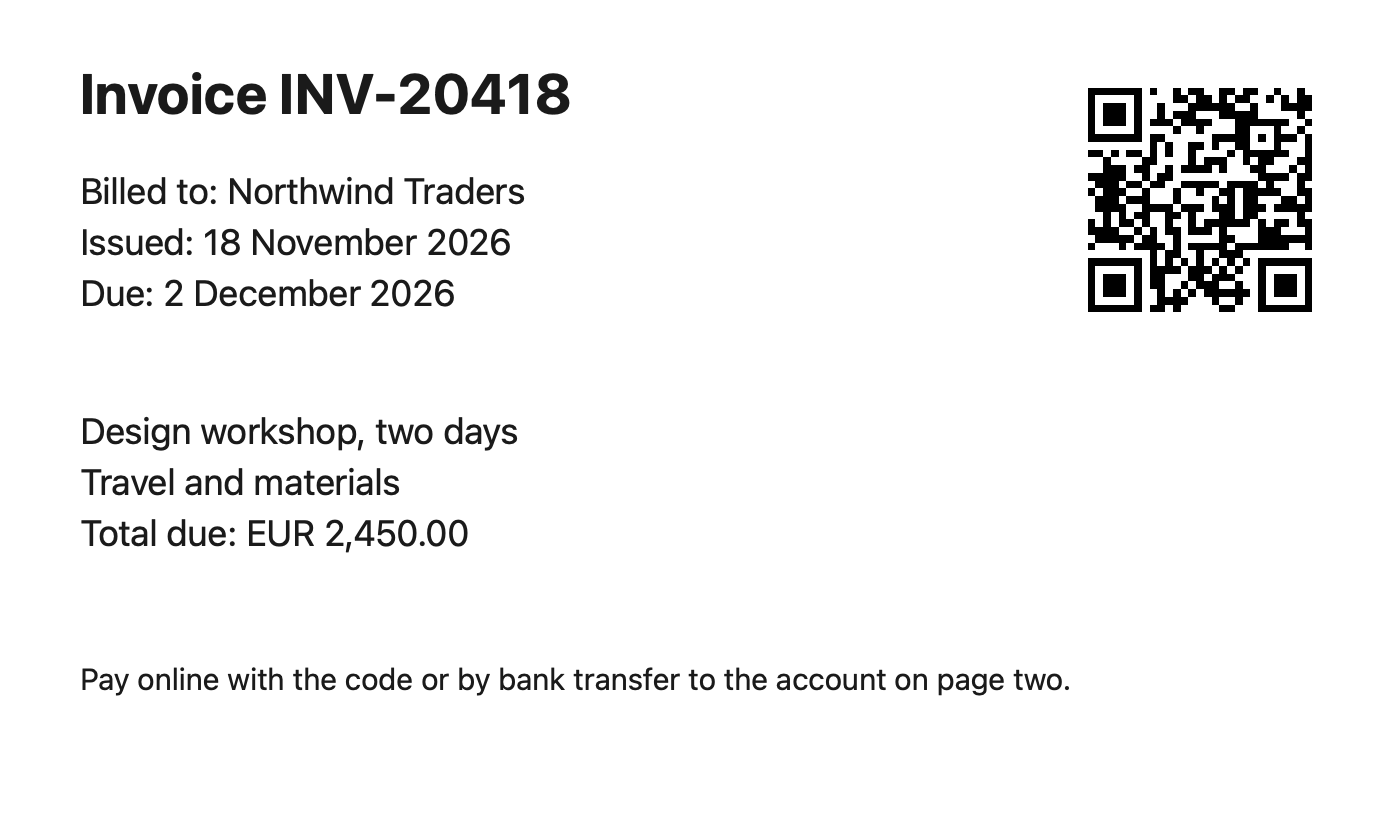 Invoice INV-20418
Billed to: Northwind Traders
Issued: 18 November 2026
Due: 2 December 2026
Design workshop, two days
Travel and materials
Total due: EUR 2,450.00
Pay online with the code or by bank transfer to the account on page two.